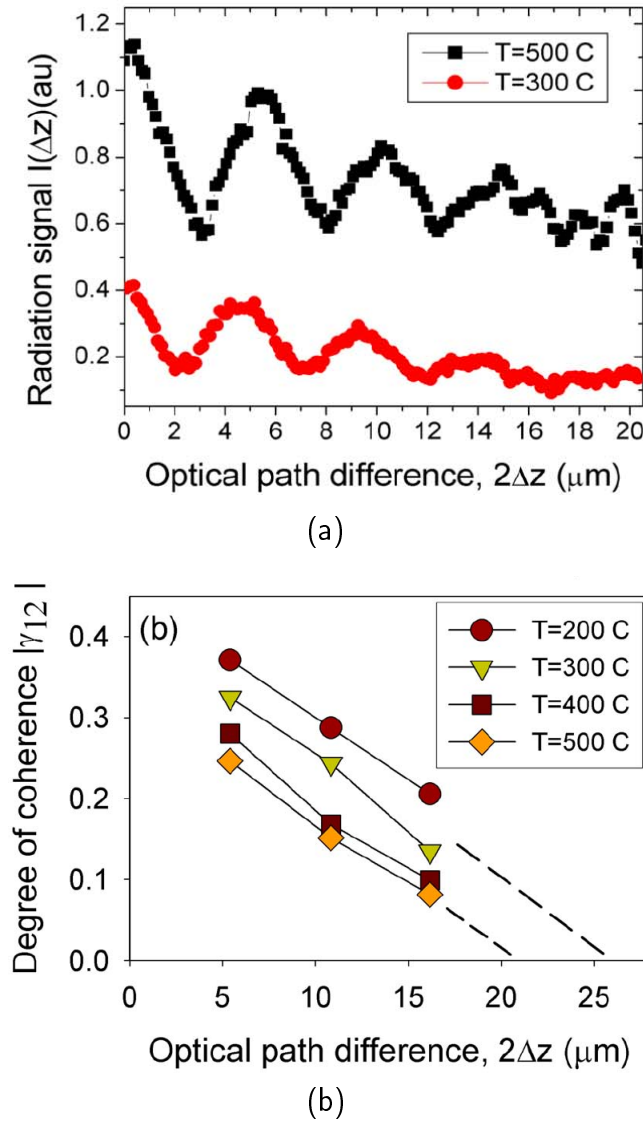 1.2
1.0
0.8
0.6
0.4
0.2
Radiation signal I(Δz)(au)
T=500 C
T=300 C
0 2 4 6 8 10 12 14 16 18 20
Optical path difference, 2Δz (μm)
(a)
(b)
0.4
0.3
0.2
0.1
0.0
Degree of coherence |γ12|
T=200 C
T=300 C
T=400 C
T=500 C
0 5 10 15 20 25
Optical path difference, 2Δz (μm)
(b)